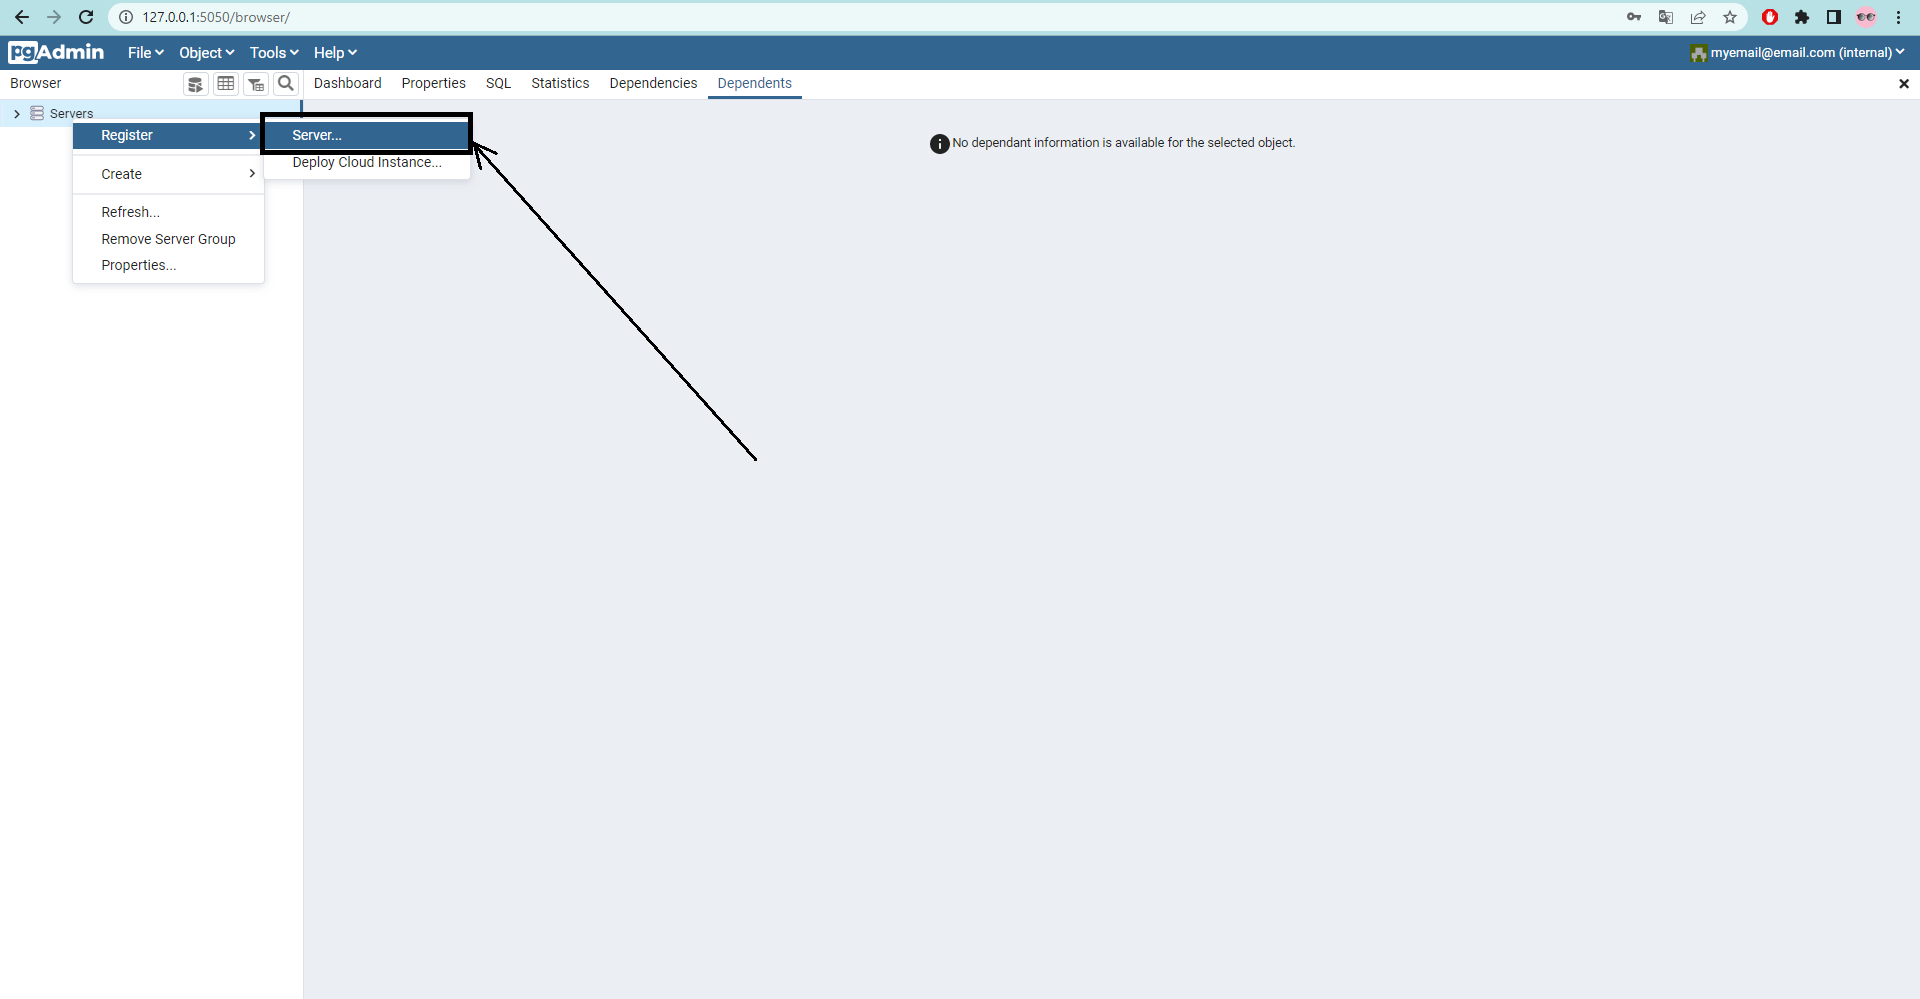 127.0.0.1:5050/browser/
pgAdmin File Object Tools Help myemail@email.com (internal)
Browser Dashboard Properties SQL Statistics Dependencies Dependents
Servers
Register Server...
No dependant information is available for the selected object.
Deploy Cloud Instance...
Create
Refresh...
Remove Server Group
Properties...